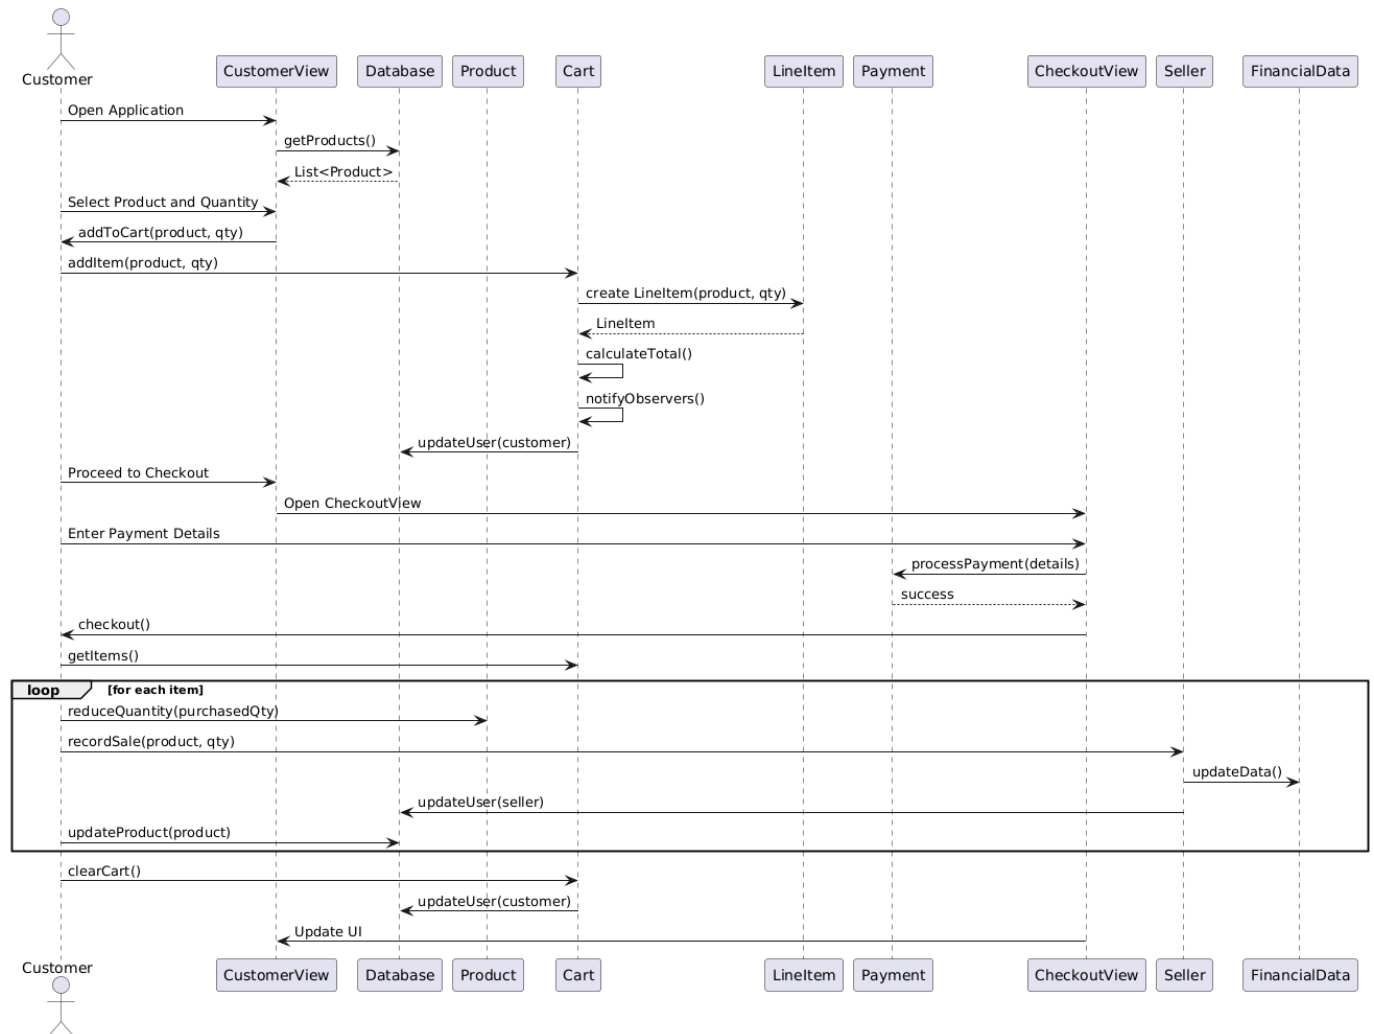 Customer
CustomerView Database Product Cart LineItem Payment CheckoutView Seller FinancialData
Open Application
getProducts()
List<Product>
Select Product and Quantity
addToCart(product, qty)
addItem(product, qty)
create LineItem(product, qty)
LineItem
calculateTotal()
notifyObservers()
updateUser(customer)
Proceed to Checkout
Open CheckoutView
Enter Payment Details
processPayment(details)
success
checkout()
getItems()
loop [for each item]
reduceQuantity(purchasedQty)
recordSale(product, qty)
updateData()
updateUser(seller)
updateProduct(product)
clearCart()
updateUser(customer)
Update UI
Customer
CustomerView Database Product Cart LineItem Payment CheckoutView Seller FinancialData